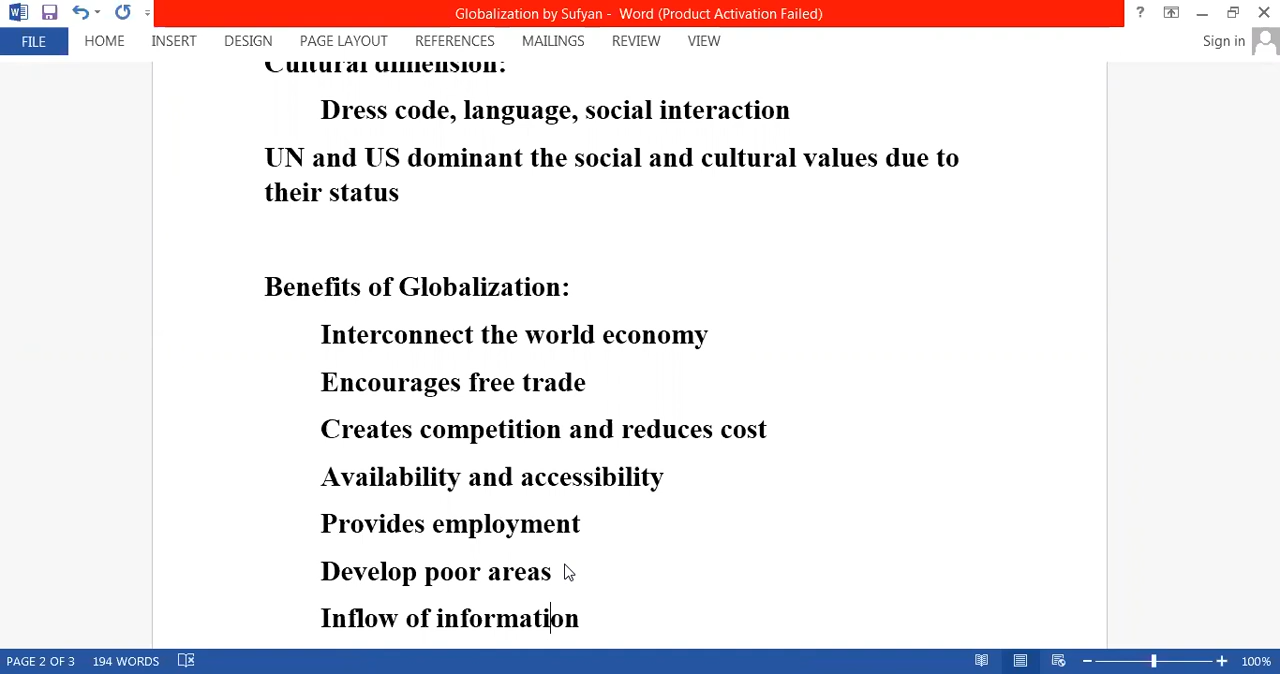 Globalization by Sufyan - Word (Product Activation Failed)
?
FILE HOME INSERT DESIGN PAGE LAYOUT REFERENCES MAILINGS REVIEW VIEW Sign in
Cultural dimension:
Dress code, language, social interaction
UN and US dominant the social and cultural values due to
their status
Benefits of Globalization:
Interconnect the world economy
Encourages free trade
Creates competition and reduces cost
Availability and accessibility
Provides employment
Develop poor areas
Inflow of information
PAGE 2 OF 3 194 WORDS 100%